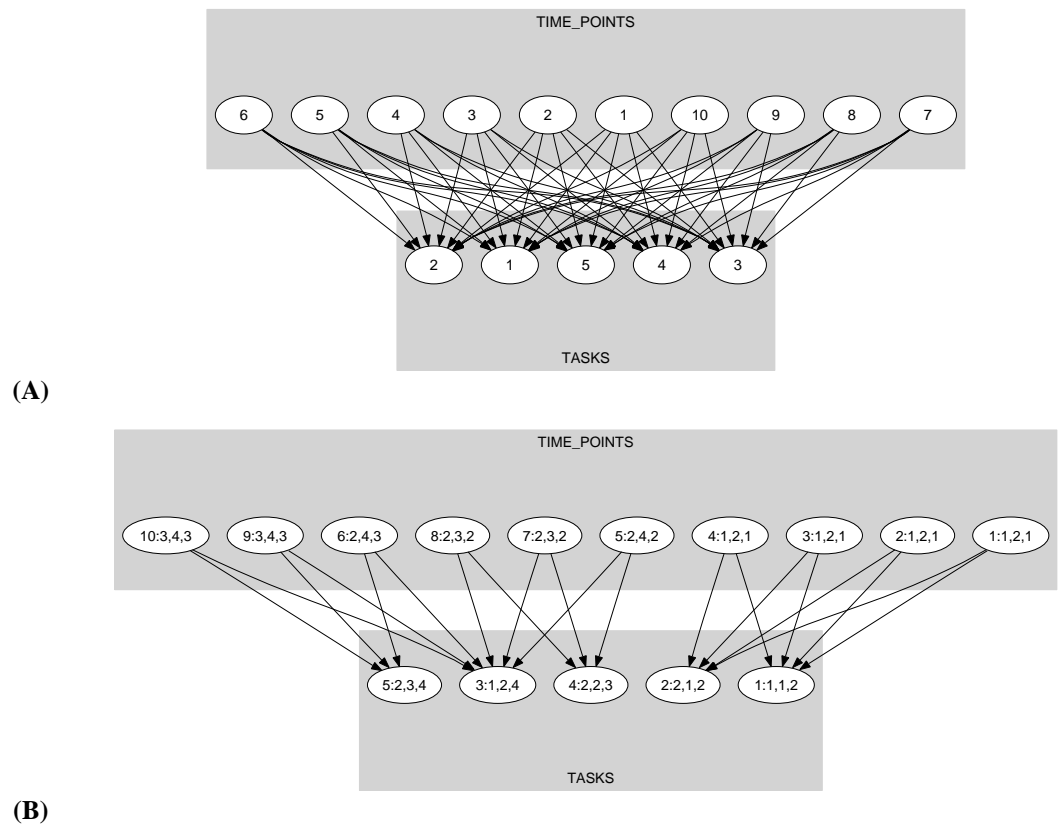 TIME_POINTS
6 5 4 3 2 1 10 9 8 7
2 1 5 4 3
TASKS
(A)
TIME_POINTS
10:3,4,3 9:3,4,3 6:2,4,3 8:2,3,2 7:2,3,2 5:2,4,2 4:1,2,1 3:1,2,1 2:1,2,1 1:1,2,1
5:2,3,4 3:1,2,4 4:2,2,3 2:2,1,2 1:1,1,2
TASKS
(B)